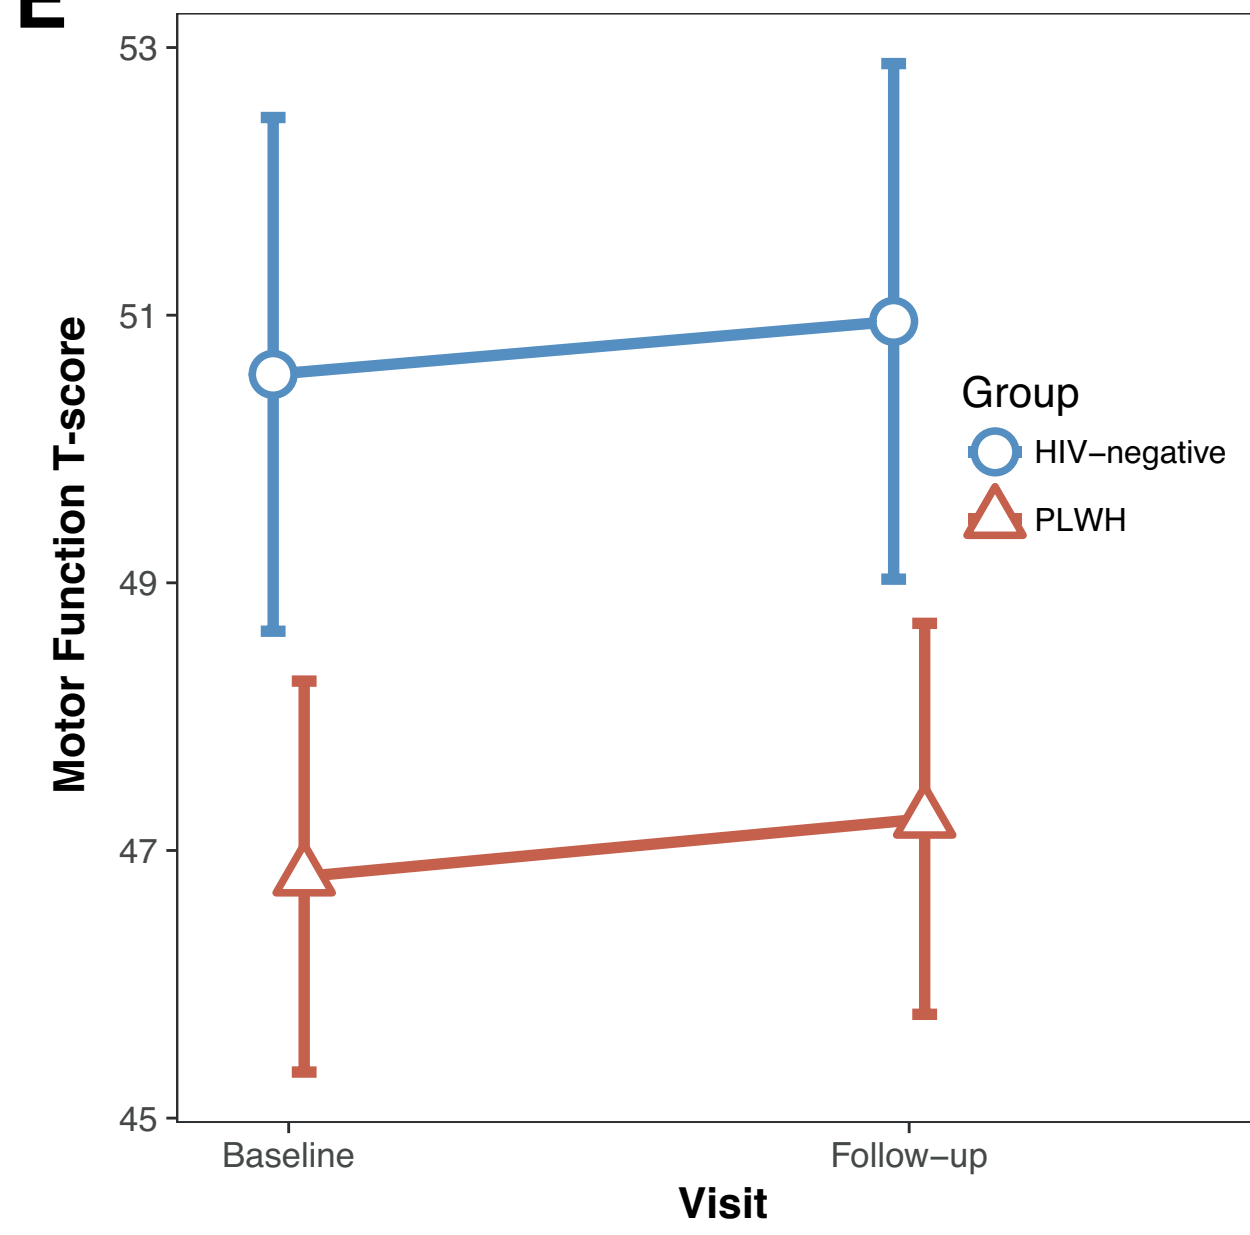 E
53
51
49
47
45
Motor Function T-score
Group
HIV−negative
PLWH
Baseline
Follow−up
Visit